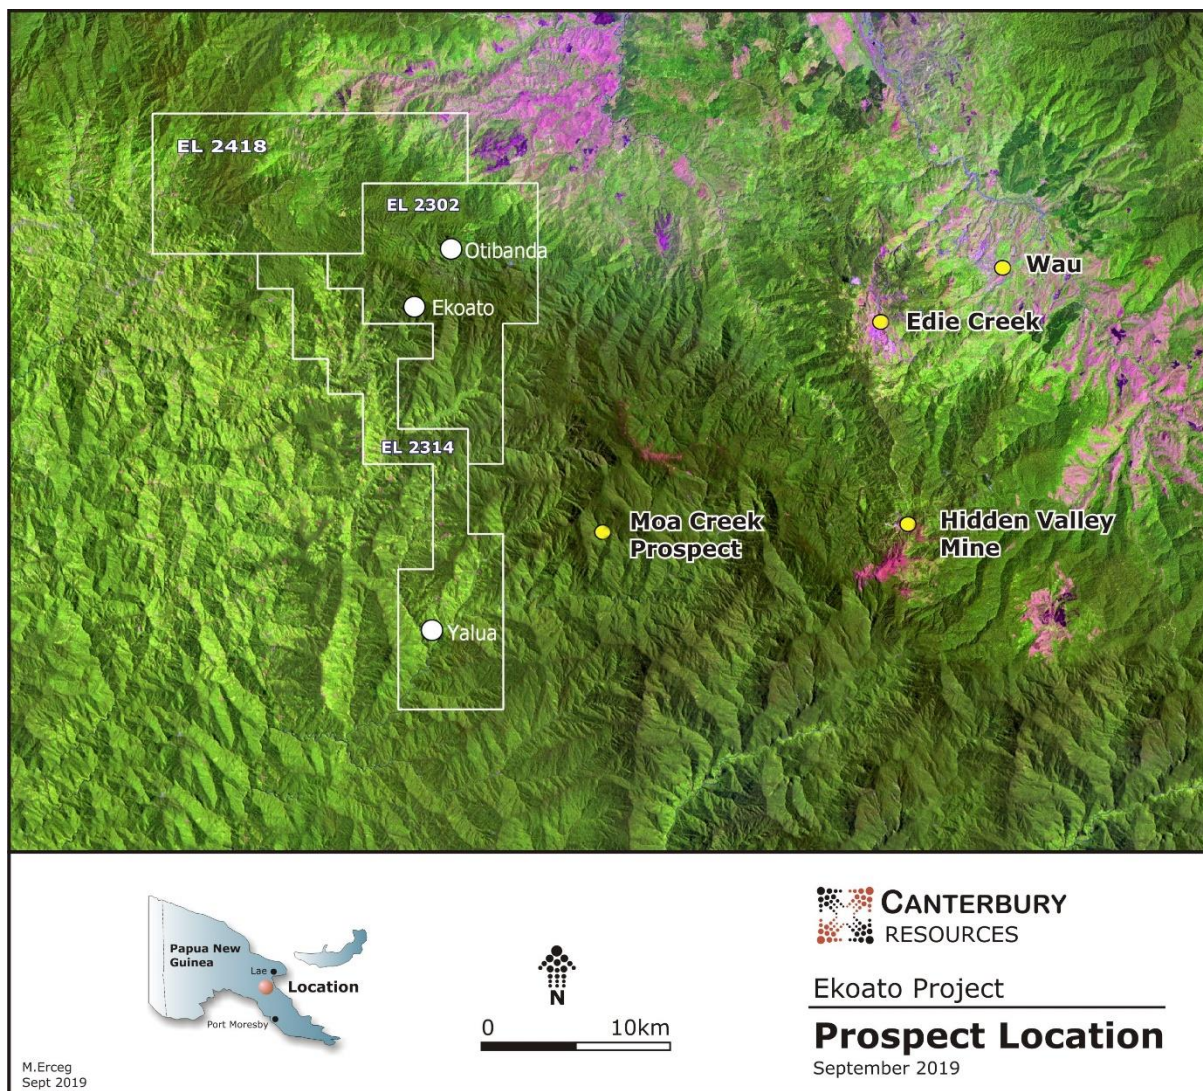 EL 2418
EL 2302
Otibanda
Wau
Ekoato
Edie Creek
EL 2314
Moa Creek
Prospect
Hidden Valley
Mine
Yalua
Papua New
Guinea
Lae
Location
Port Moresby
N
0 10km
CANTERBURY
RESOURCES
Ekoato Project
Prospect Location
September 2019
M.Erceg
Sept 2019